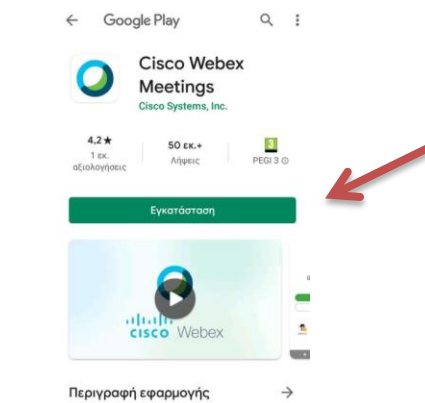 Google Play
Cisco Webex
Meetings
Cisco Systems, Inc.
4,2★
1 εκ.
αξιολογήσεις
50 εκ.+
Λήψεις
3
PEGI 3
Εγκατάσταση
CISCO Webex
Περιγραφή εφαρμογής